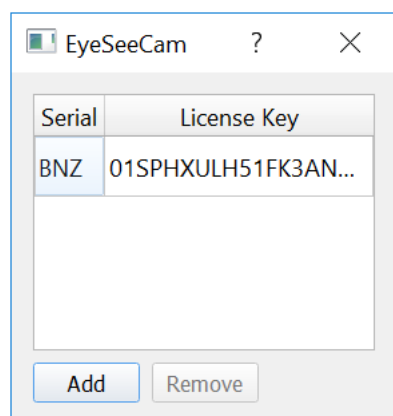 EyeSeeCam ?
Serial License Key
BNZ 01SPHXULH51FK3AN...
Add Remove